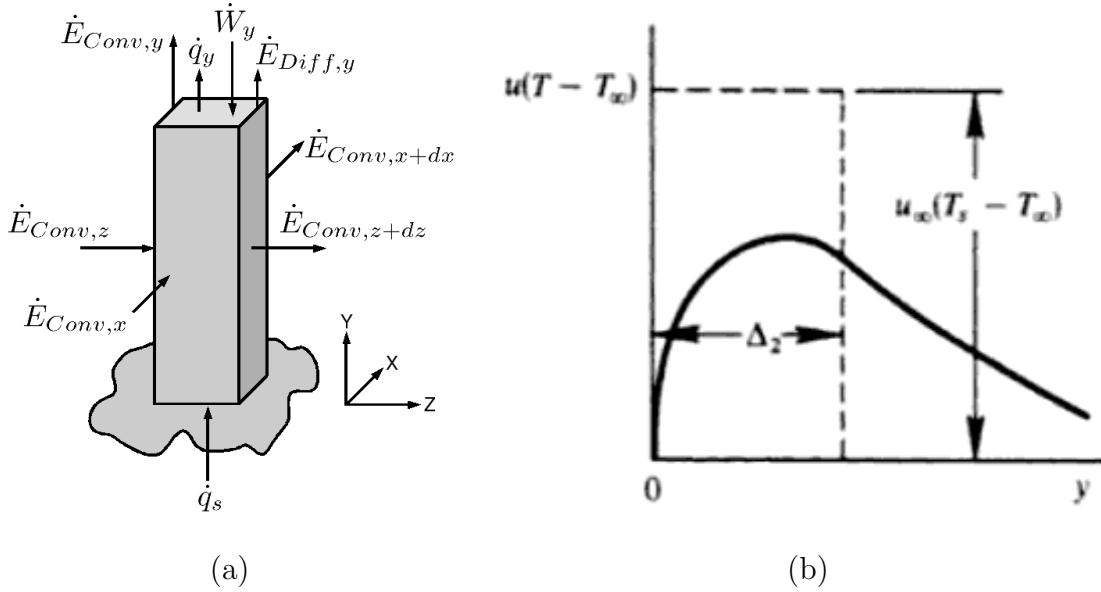 Ẇ_y
Ė_{Conv,y}
q̇_y
Ė_{Diff,y}
Ė_{Conv,x+dx}
Ė_{Conv,z}
Ė_{Conv,z+dz}
Ė_{Conv,x}
Y
X
Z
q̇_s
(a)
u(T − T_∞)
u_∞(T_s − T_∞)
Δ_2
0
y
(b)